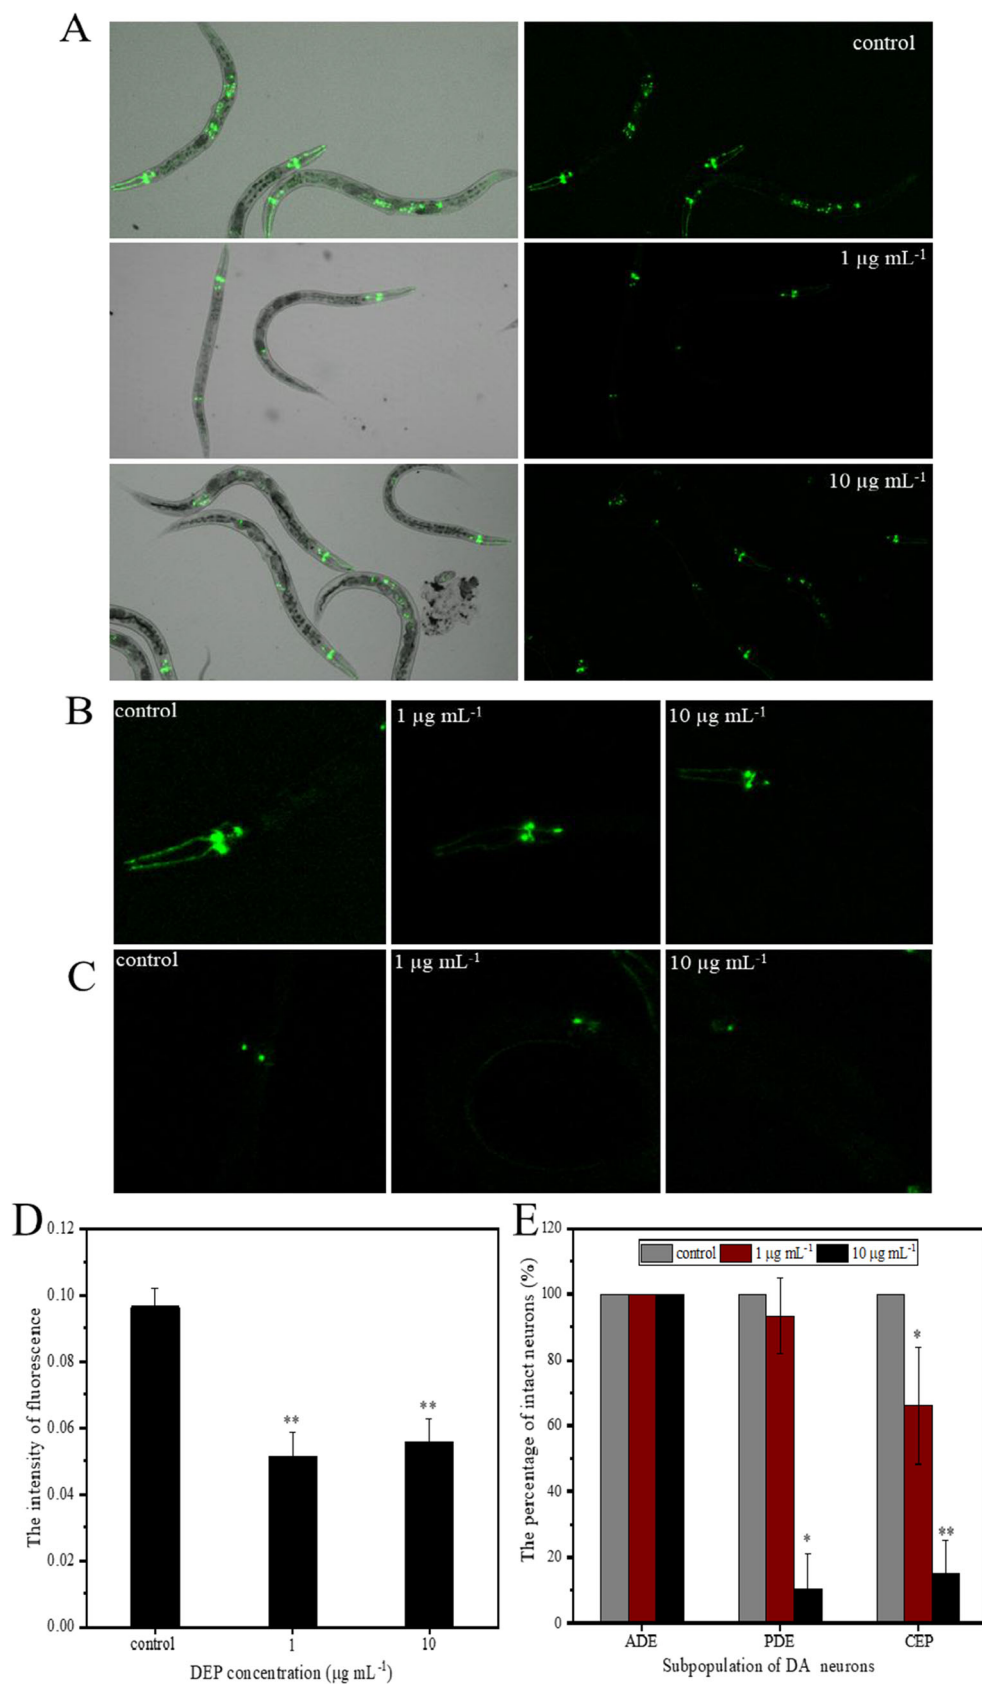 A
control
1 µg mL⁻¹
10 µg mL⁻¹
B
control
1 µg mL⁻¹
10 µg mL⁻¹
C
control
1 µg mL⁻¹
10 µg mL⁻¹
D
0.12
0.10
0.08
0.06
0.04
0.02
0.00
The intensity of fluorescence
**
**
control
1
10
DEP concentration (µg mL⁻¹)
E
120
100
80
60
40
20
0
The percentage of intact neurons (%)
control
1 µg mL⁻¹
10 µg mL⁻¹
*
*
**
ADE
PDE
CEP
Subpopulation of DA neurons